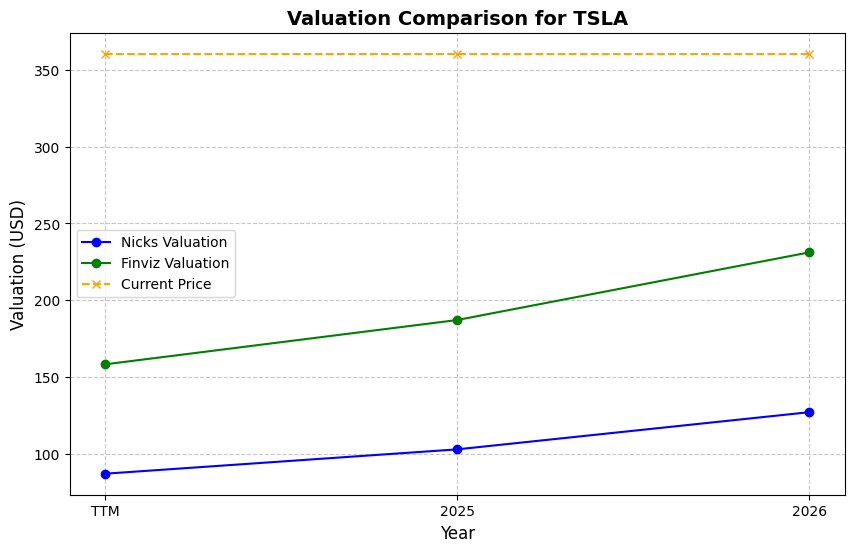 Valuation Comparison for TSLA
Valuation (USD)
350
300
250
200
150
100
Nicks Valuation
Finviz Valuation
Current Price
TTM
2025
2026
Year